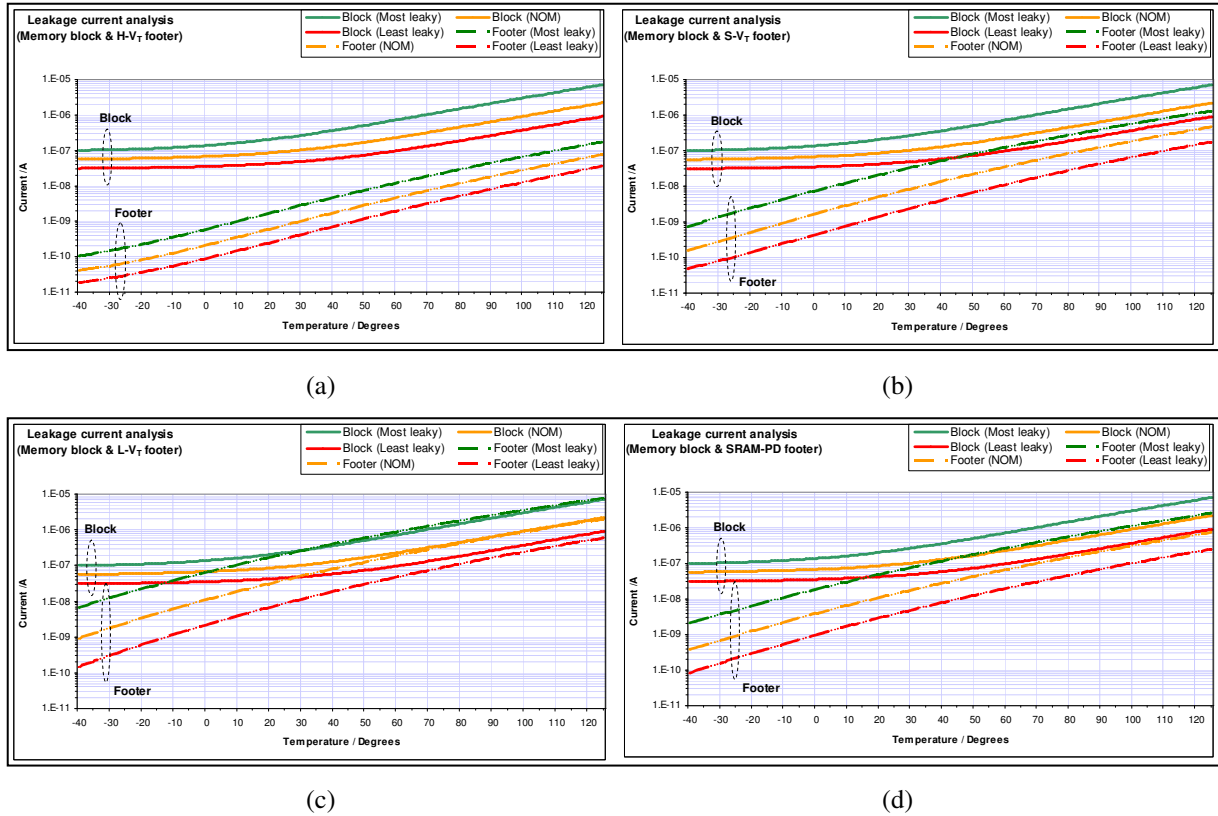 Leakage current analysis
(Memory block & H-VT footer)
Block (Most leaky)
Block (NOM)
Block (Least leaky)
Footer (Most leaky)
Footer (NOM)
Footer (Least leaky)
1.E-05
1.E-06
1.E-07
1.E-08
1.E-09
1.E-10
1.E-11
Current /A
Block
Footer
-40 -30 -20 -10 0 10 20 30 40 50 60 70 80 90 100 110 120
Temperature / Degrees
(a)
Leakage current analysis
(Memory block & S-VT footer)
Block (Most leaky)
Block (NOM)
Block (Least leaky)
Footer (Most leaky)
Footer (NOM)
Footer (Least leaky)
1.E-05
1.E-06
1.E-07
1.E-08
1.E-09
1.E-10
1.E-11
Current /A
Block
Footer
-40 -30 -20 -10 0 10 20 30 40 50 60 70 80 90 100 110 120
Temperature / Degrees
(b)
Leakage current analysis
(Memory block & L-VT footer)
Block (Most leaky)
Block (NOM)
Block (Least leaky)
Footer (Most leaky)
Footer (NOM)
Footer (Least leaky)
1.E-05
1.E-06
1.E-07
1.E-08
1.E-09
1.E-10
1.E-11
Current /A
Block
Footer
-40 -30 -20 -10 0 10 20 30 40 50 60 70 80 90 100 110 120
Temperature / Degrees
(c)
Leakage current analysis
(Memory block & SRAM-PD footer)
Block (Most leaky)
Block (NOM)
Block (Least leaky)
Footer (Most leaky)
Footer (NOM)
Footer (Least leaky)
1.E-05
1.E-06
1.E-07
1.E-08
1.E-09
1.E-10
1.E-11
Current /A
Block
Footer
-40 -30 -20 -10 0 10 20 30 40 50 60 70 80 90 100 110 120
Temperature / Degrees
(d)